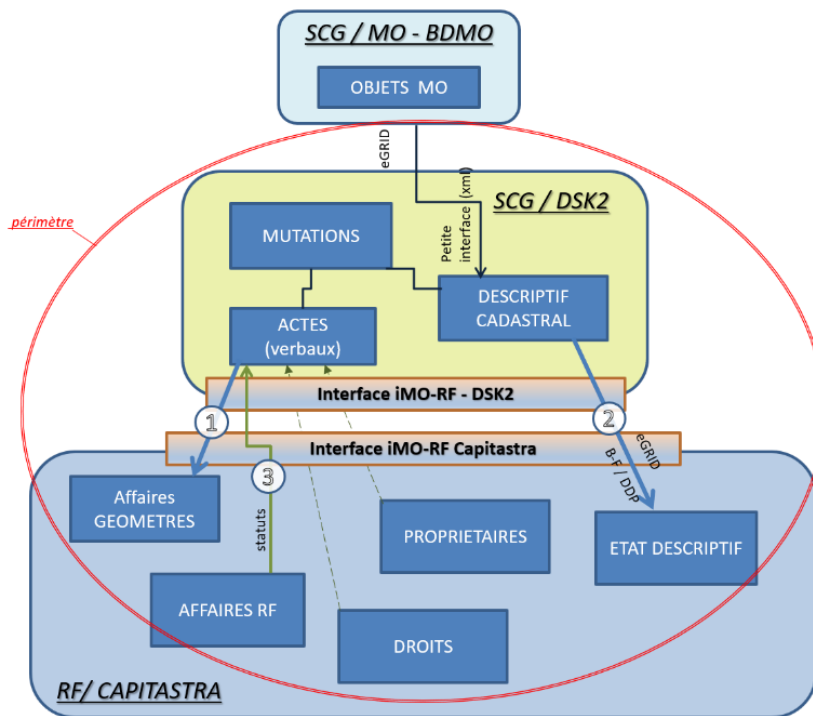 SCG / MO - BDMO
OBJETS MO
eGRID
périmètre
Petite
interface (xml)
SCG / DSK2
MUTATIONS
DESCRIPTIF
CADASTRAL
ACTES
(verbaux)
Interface iMO-RF - DSK2
1
2
Interface iMO-RF Capitastra
eGRID
B-F / DDP
3
Affaires
GEOMETRES
statuts
PROPRIETAIRES
ETAT DESCRIPTIF
AFFAIRES RF
DROITS
RF/ CAPITASTRA